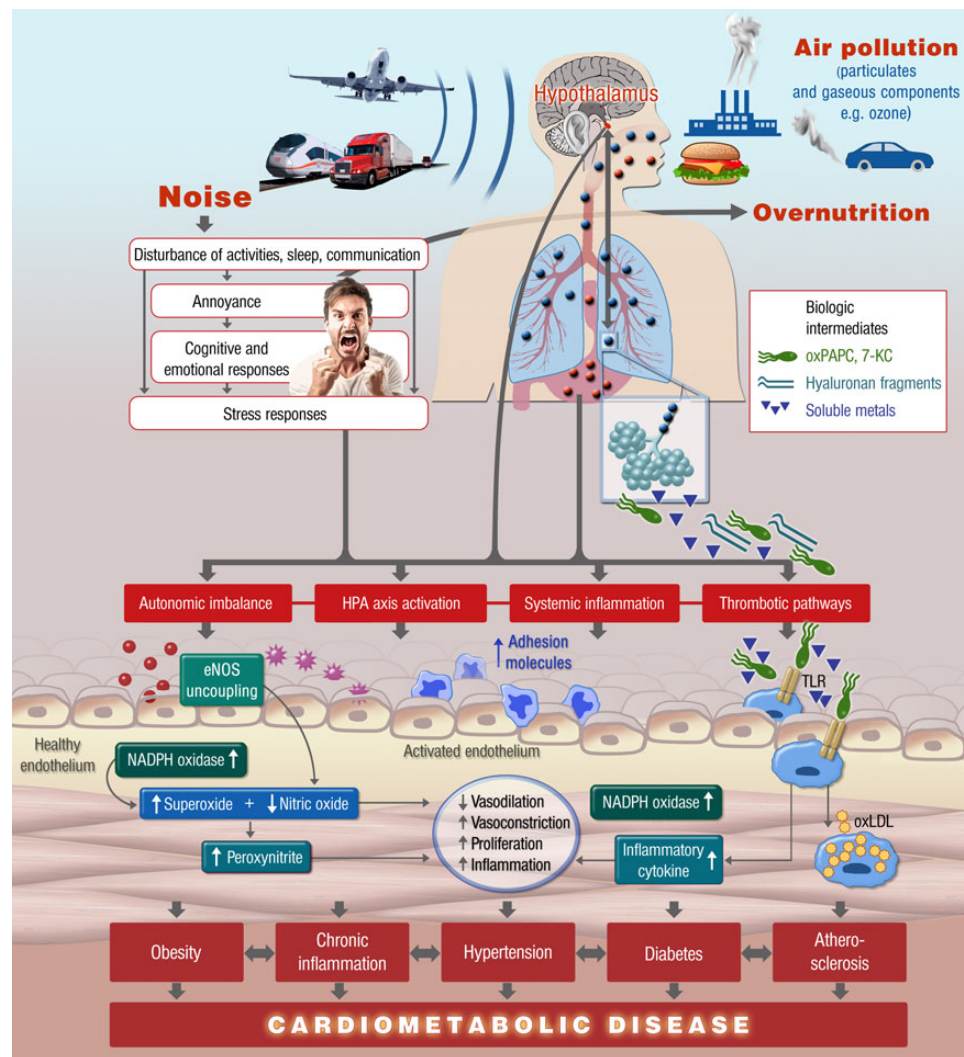 Air pollution
(particulates
and gaseous components
e.g. ozone)
Hypothalamus
Noise
Overnutrition
Disturbance of activities, sleep, communication
Annoyance
Cognitive and
emotional responses
Stress responses
Biologic
intermediates
oxPAPC, 7-KC
Hyaluronan fragments
Soluble metals
Autonomic imbalance
HPA axis activation
Systemic inflammation
Thrombotic pathways
eNOS
uncoupling
↑ Adhesion
molecules
TLR
Healthy
endothelium
Activated endothelium
NADPH oxidase ↑
↑ Superoxide + ↓ Nitric oxide
↑ Peroxynitrite
↓ Vasodilation
↑ Vasoconstriction
↑ Proliferation
↑ Inflammation
NADPH oxidase ↑
Inflammatory
cytokine ↑
oxLDL
Obesity
Chronic
inflammation
Hypertension
Diabetes
Athero-
sclerosis
CARDIOMETABOLIC DISEASE